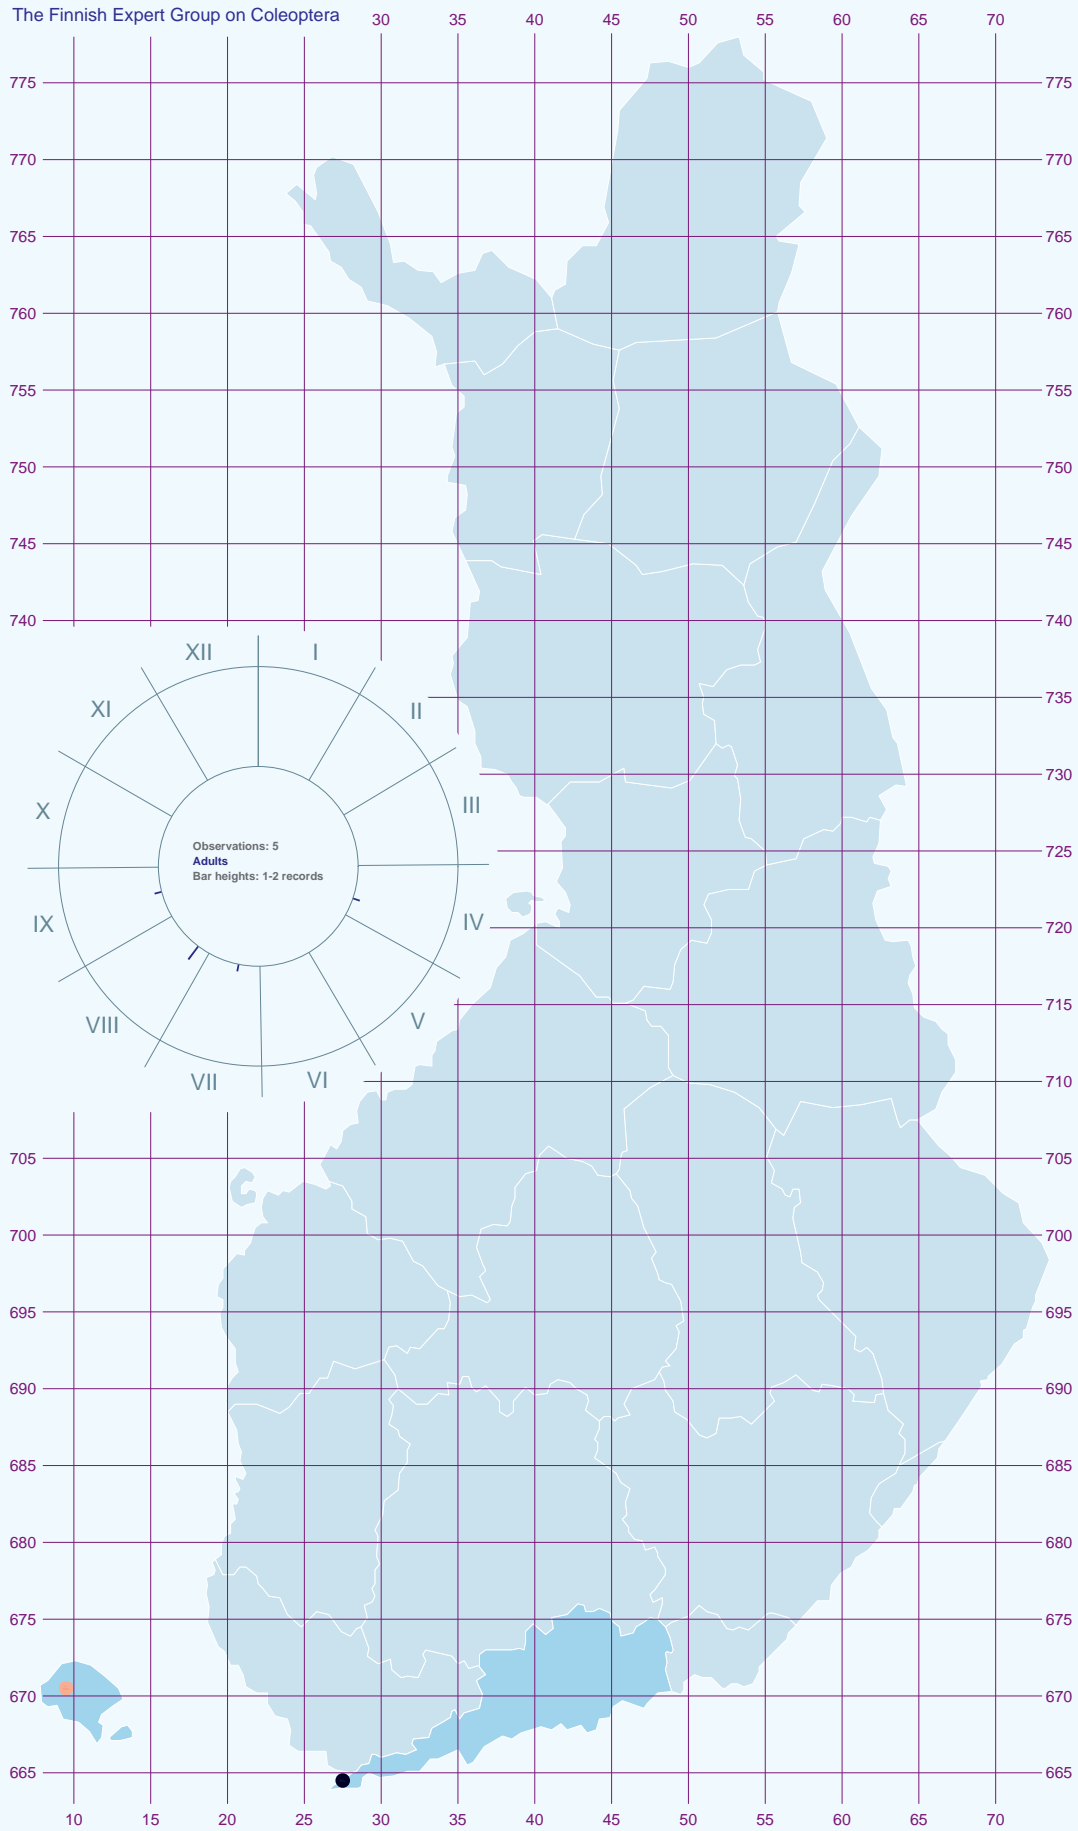 The Finnish Expert Group on Coleoptera
30 35 40 45 50 55 60 65 70
775 775
770 770
765 765
760 760
755 755
750 750
745 745
740 740
XII I
XI II
735
730
X III
Observations: 5
Adults
Bar heights: 1-2 records
725
IX IV
720
715
VIII V
VII VI
710
705 705
700 700
695 695
690 690
685 685
680 680
675 675
670 670
665 665
10 15 20 25 30 35 40 45 50 55 60 65 70